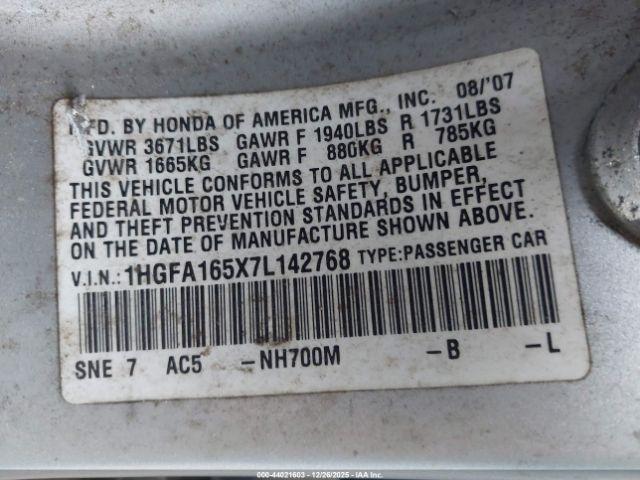 MFD. BY HONDA OF AMERICA MFG., INC. 08/'07
GVWR 3671LBS GAWR F 1940LBS R 1731LBS
GVWR 1665KG GAWR F 880KG R 785KG
THIS VEHICLE CONFORMS TO ALL APPLICABLE
FEDERAL MOTOR VEHICLE SAFETY, BUMPER,
AND THEFT PREVENTION STANDARDS IN EFFECT
ON THE DATE OF MANUFACTURE SHOWN ABOVE.
V.I.N.: 1HGFA165X7L142768 TYPE:PASSENGER CAR
SNE 7 AC5 -NH700M -B -L
000-44021603 - 12/26/2025 - IAA.com